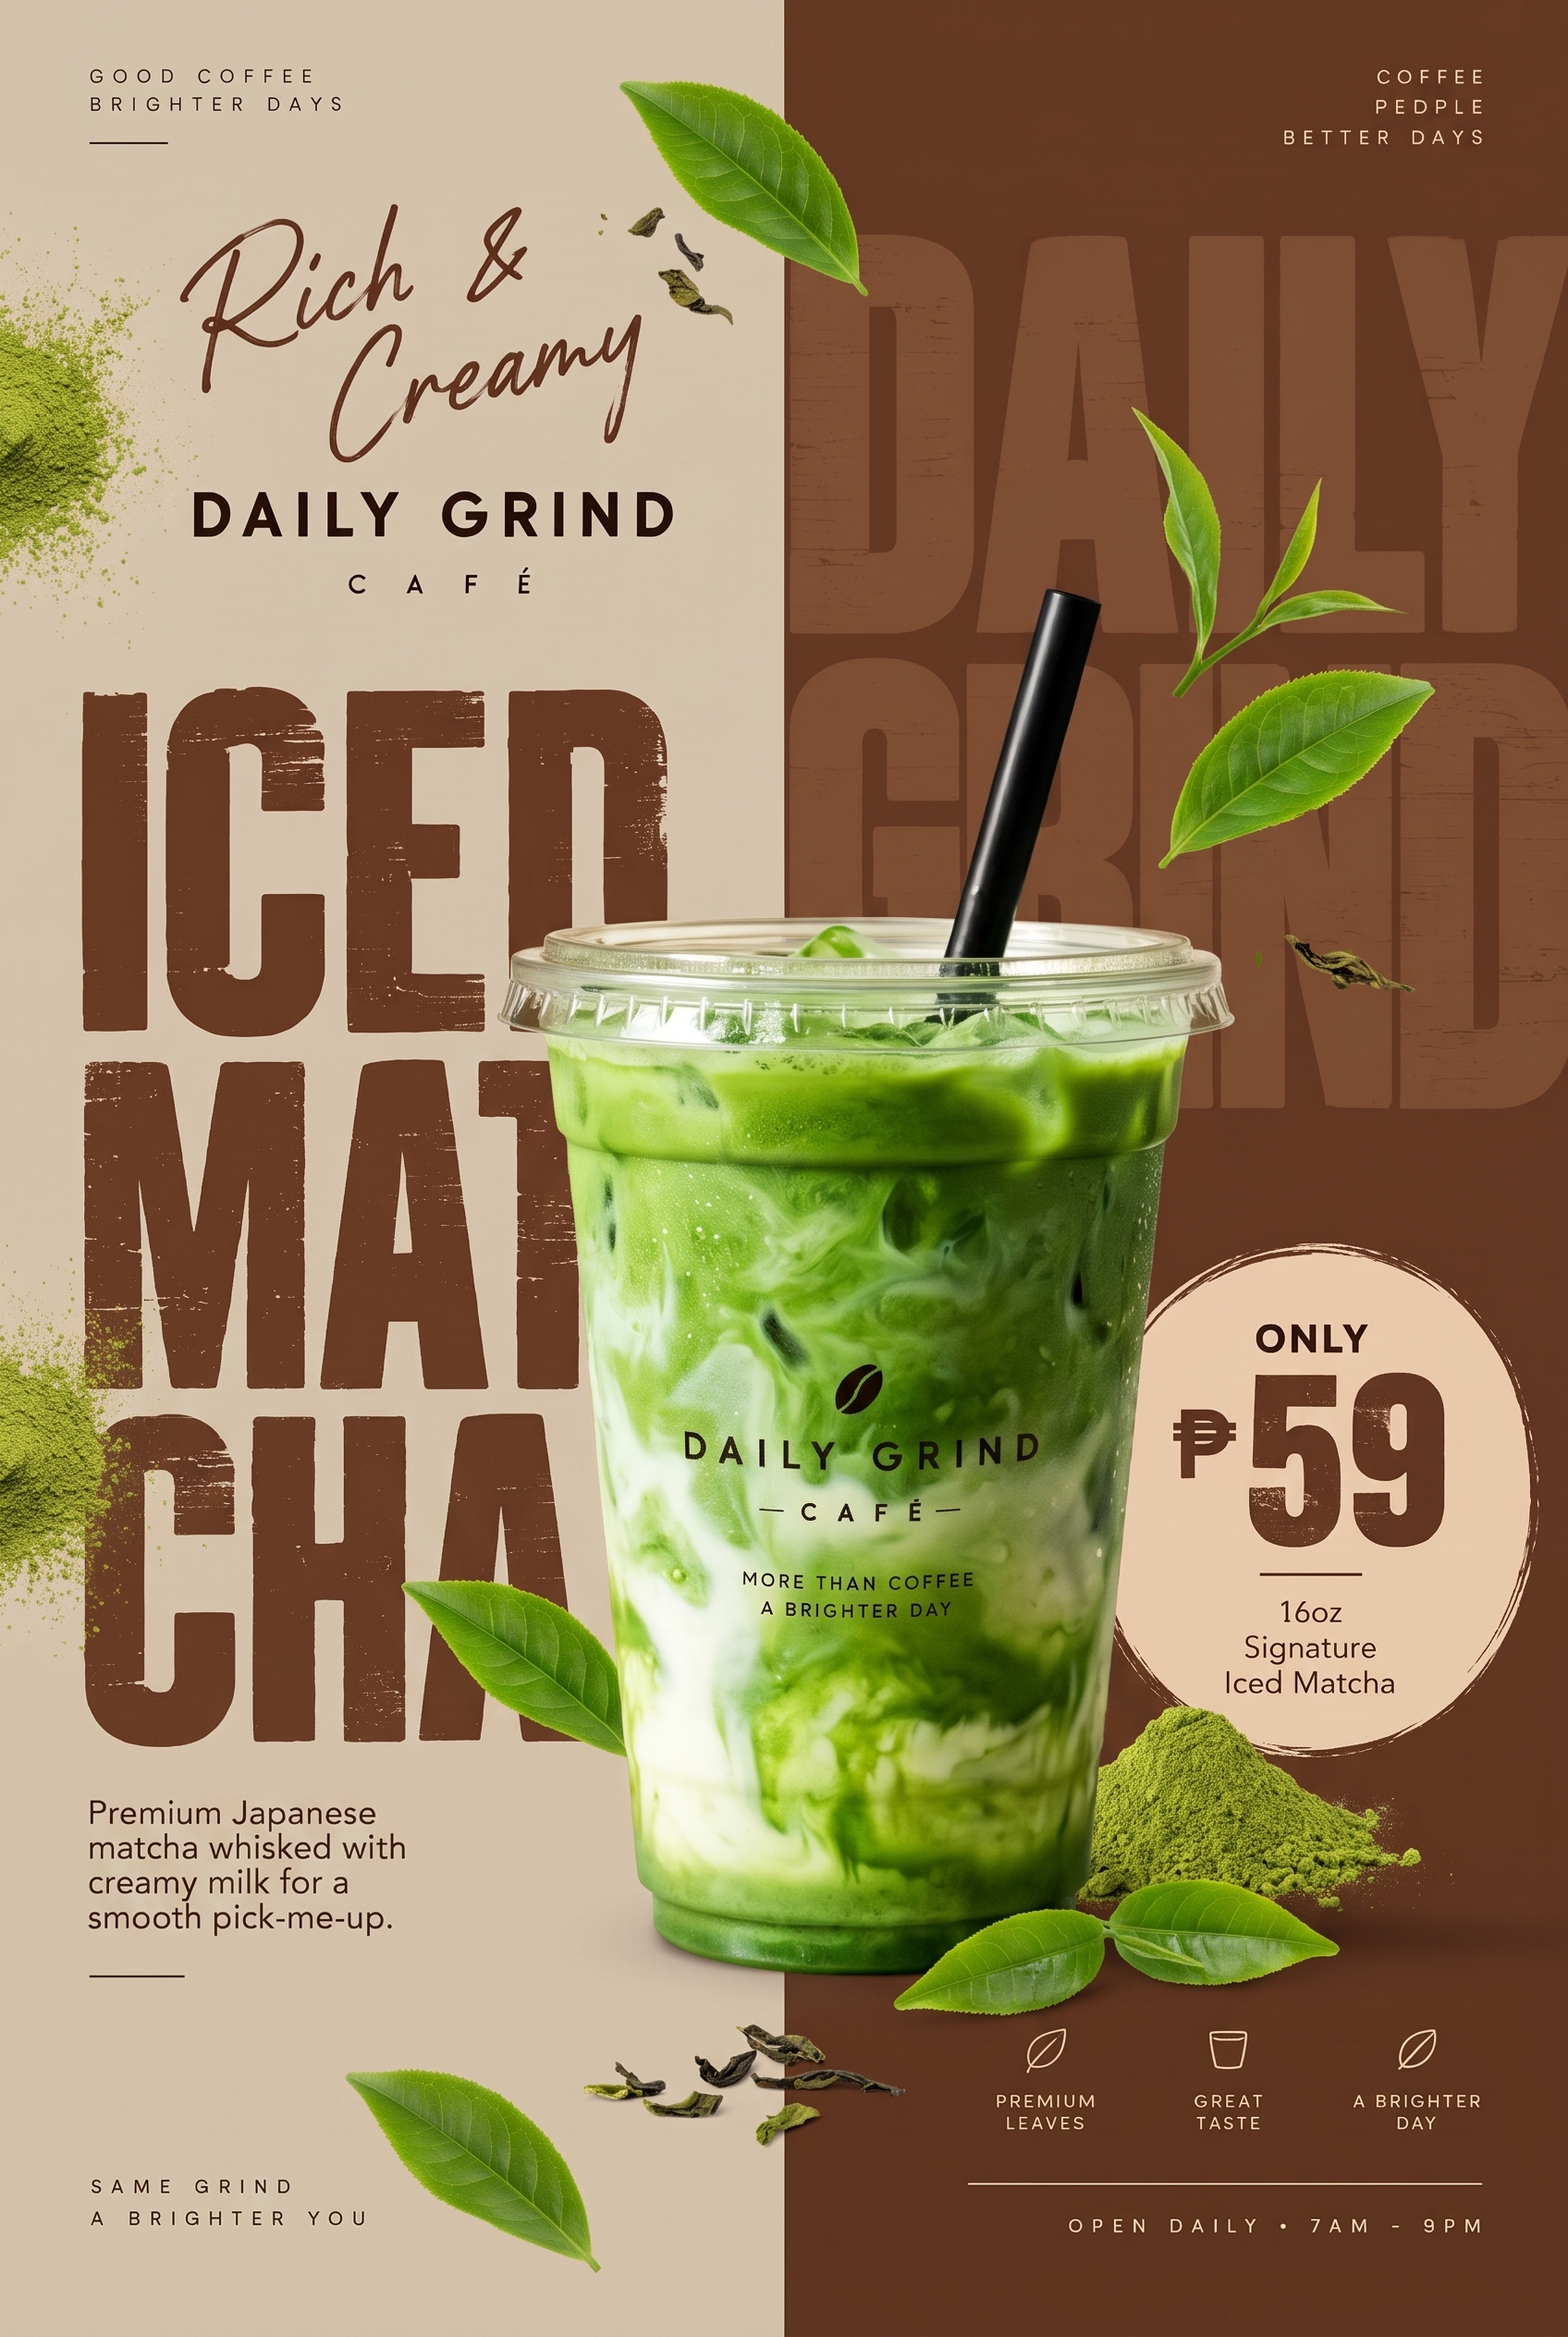 GOOD COFFEE
BRIGHTER DAYS
COFFEE
PEDPLE
BETTER DAYS
Rich &
Creamy
DAILY GRIND
CAFÉ
DAILY
GRIND
ICED
MAT
CHA
DAILY GRIND
— CAFÉ —
MORE THAN COFFEE
A BRIGHTER DAY
ONLY
₱59
16oz
Signature
Iced Matcha
Premium Japanese
matcha whisked with
creamy milk for a
smooth pick-me-up.
PREMIUM
LEAVES
GREAT
TASTE
A BRIGHTER
DAY
SAME GRIND
A BRIGHTER YOU
OPEN DAILY • 7AM - 9PM